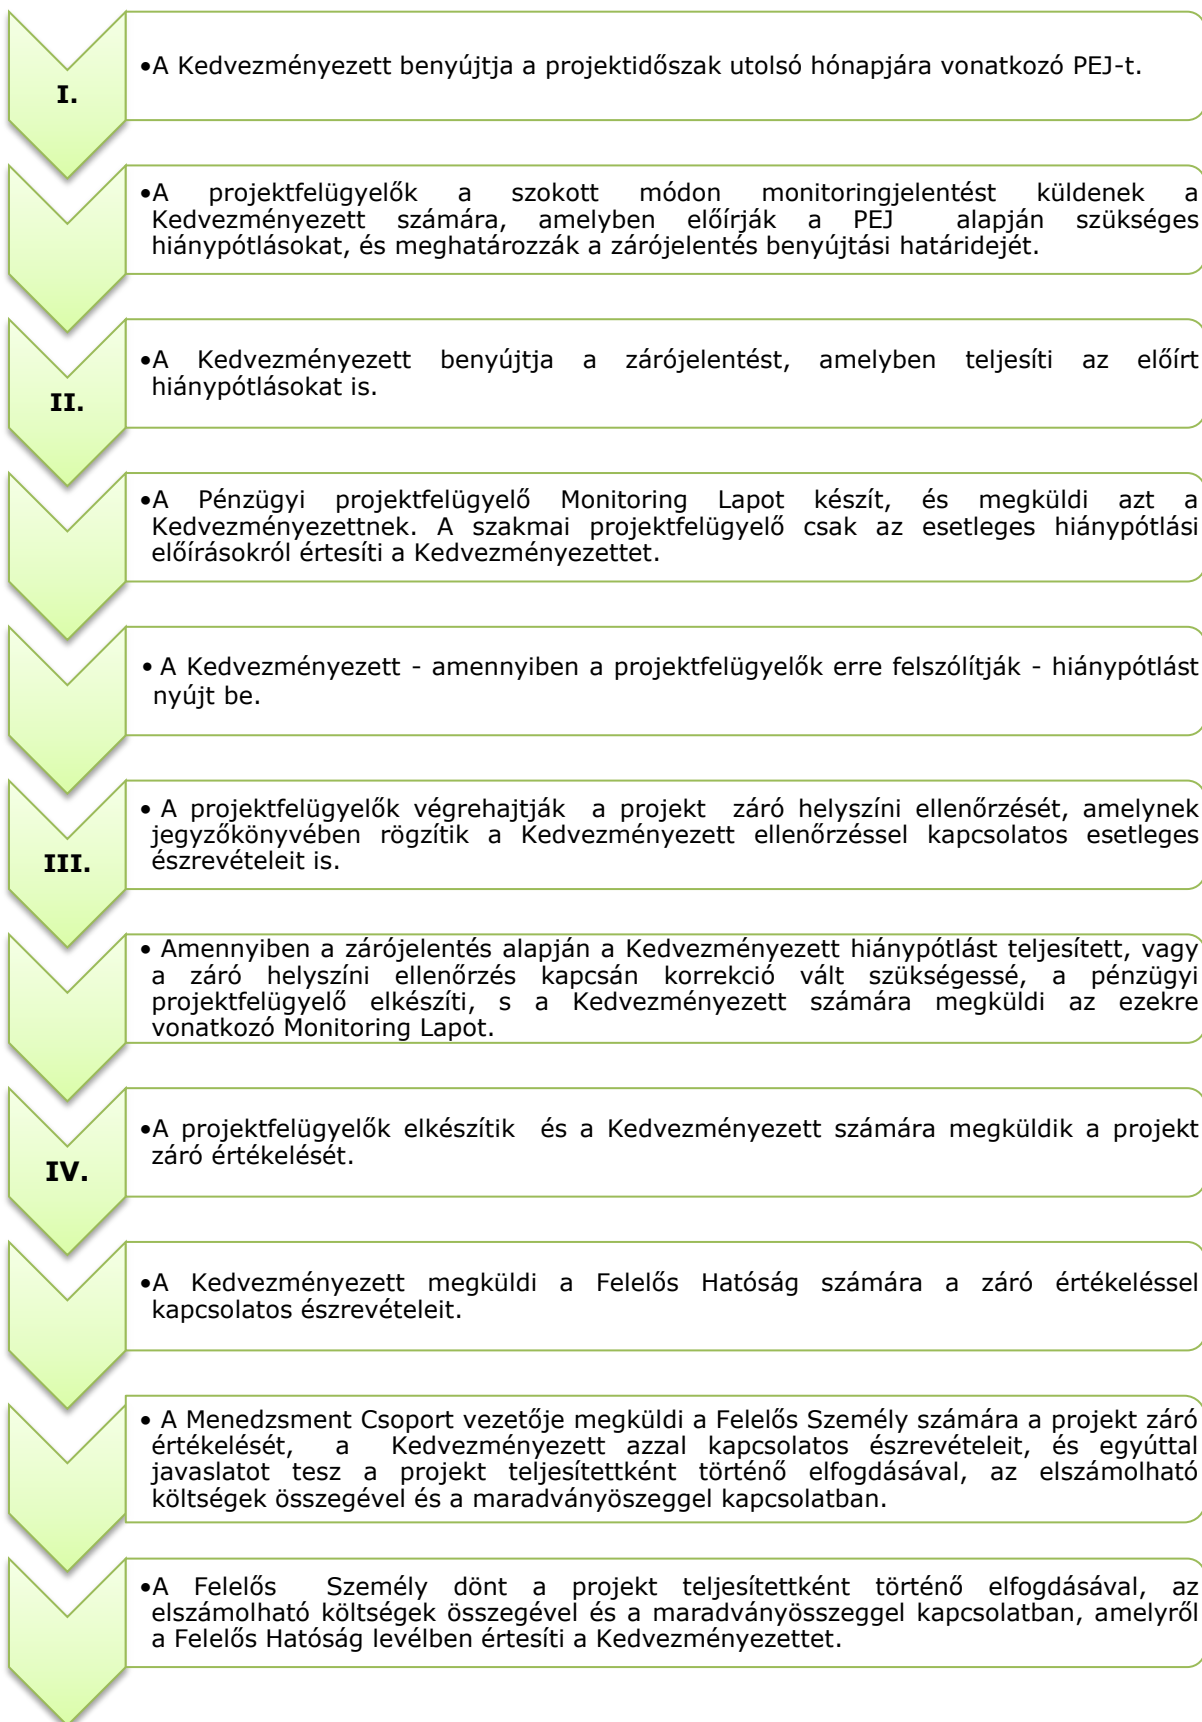 I.
•A Kedvezményezett benyújtja a projektidőszak utolsó hónapjára vonatkozó PEJ-t.
•A projektfelügyelők a szokott módon monitoringjelentést küldenek a
Kedvezményezett számára, amelyben előírják a PEJ alapján szükséges
hiánypótlásokat, és meghatározzák a zárójelentés benyújtási határidejét.
II.
•A Kedvezményezett benyújtja a zárójelentést, amelyben teljesíti az előírt
hiánypótlásokat is.
•A Pénzügyi projektfelügyelő Monitoring Lapot készít, és megküldi azt a
Kedvezményezettnek. A szakmai projektfelügyelő csak az esetleges hiánypótlási
előírásokról értesíti a Kedvezményezettet.
• A Kedvezményezett - amennyiben a projektfelügyelők erre felszólítják - hiánypótlást
nyújt be.
III.
• A projektfelügyelők végrehajtják a projekt záró helyszíni ellenőrzését, amelynek
jegyzőkönyvében rögzítik a Kedvezményezett ellenőrzéssel kapcsolatos esetleges
észrevételeit is.
• Amennyiben a zárójelentés alapján a Kedvezményezett hiánypótlást teljesített, vagy
a záró helyszíni ellenőrzés kapcsán korrekció vált szükségessé, a pénzügyi
projektfelügyelő elkészíti, s a Kedvezményezett számára megküldi az ezekre
vonatkozó Monitoring Lapot.
IV.
•A projektfelügyelők elkészítik és a Kedvezményezett számára megküldik a projekt
záró értékelését.
•A Kedvezményezett megküldi a Felelős Hatóság számára a záró értékeléssel
kapcsolatos észrevételeit.
• A Menedzsment Csoport vezetője megküldi a Felelős Személy számára a projekt záró
értékelését, a Kedvezményezett azzal kapcsolatos észrevételeit, és egyúttal
javaslatot tesz a projekt teljesítettként történő elfogdásával, az elszámolható
költségek összegével és a maradványöszeggel kapcsolatban.
•A Felelős Személy dönt a projekt teljesítettként történő elfogdásával, az
elszámolható költségek összegével és a maradványösszeggel kapcsolatban, amelyről
a Felelős Hatóság levélben értesíti a Kedvezményezettet.